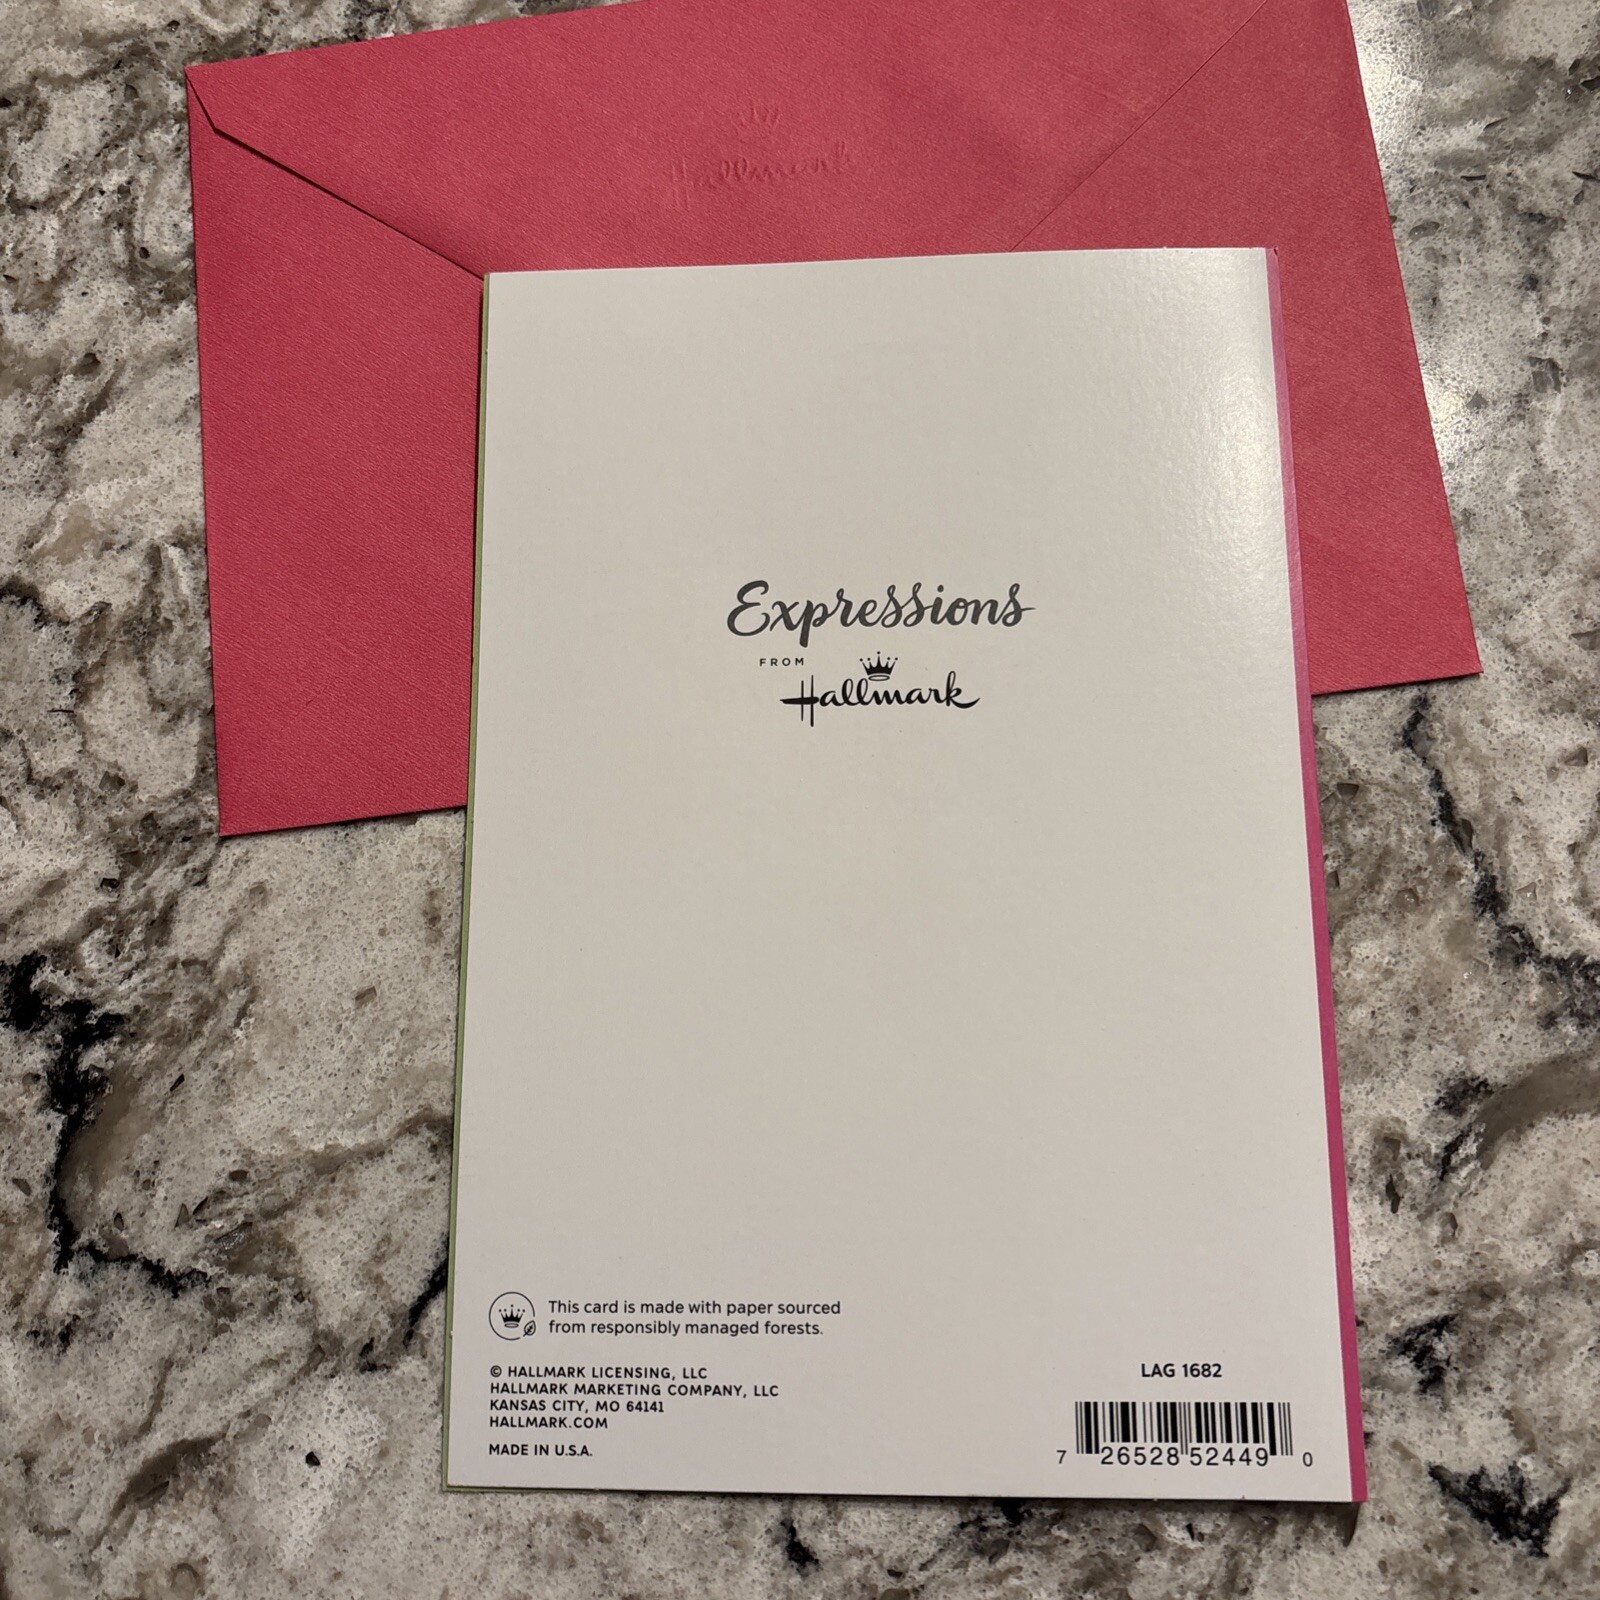 Hallmark
Expressions
FROM
Hallmark
This card is made with paper sourced
from responsibly managed forests.
© HALLMARK LICENSING, LLC
HALLMARK MARKETING COMPANY, LLC
KANSAS CITY, MO 64141
HALLMARK.COM
MADE IN U.S.A.
LAG 1682
7 26528 52449 0